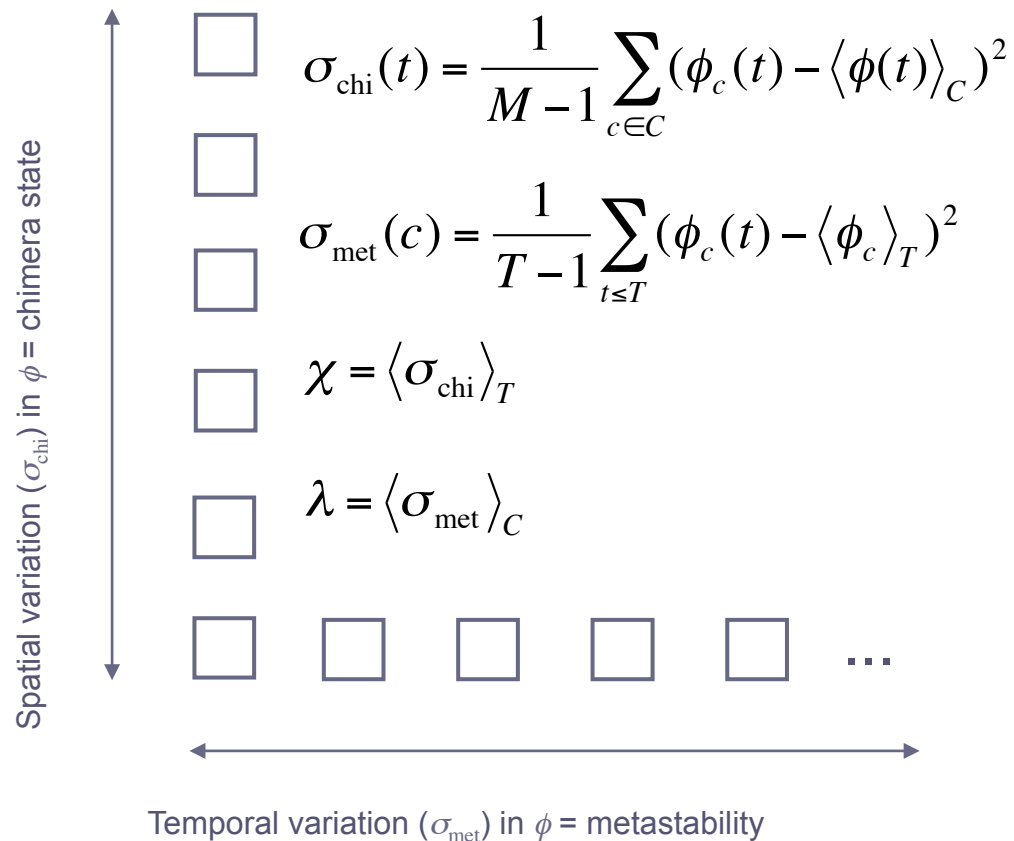 σ_chi(t) = 1/(M − 1) ∑_{c∈C} (ϕ_c(t) − ⟨ϕ(t)⟩_C)²
σ_met(c) = 1/(T − 1) ∑_{t≤T} (ϕ_c(t) − ⟨ϕ_c⟩_T)²
χ = ⟨σ_chi⟩_T
λ = ⟨σ_met⟩_C
...
Spatial variation (σ_chi) in ϕ = chimera state
Temporal variation (σ_met) in ϕ = metastability